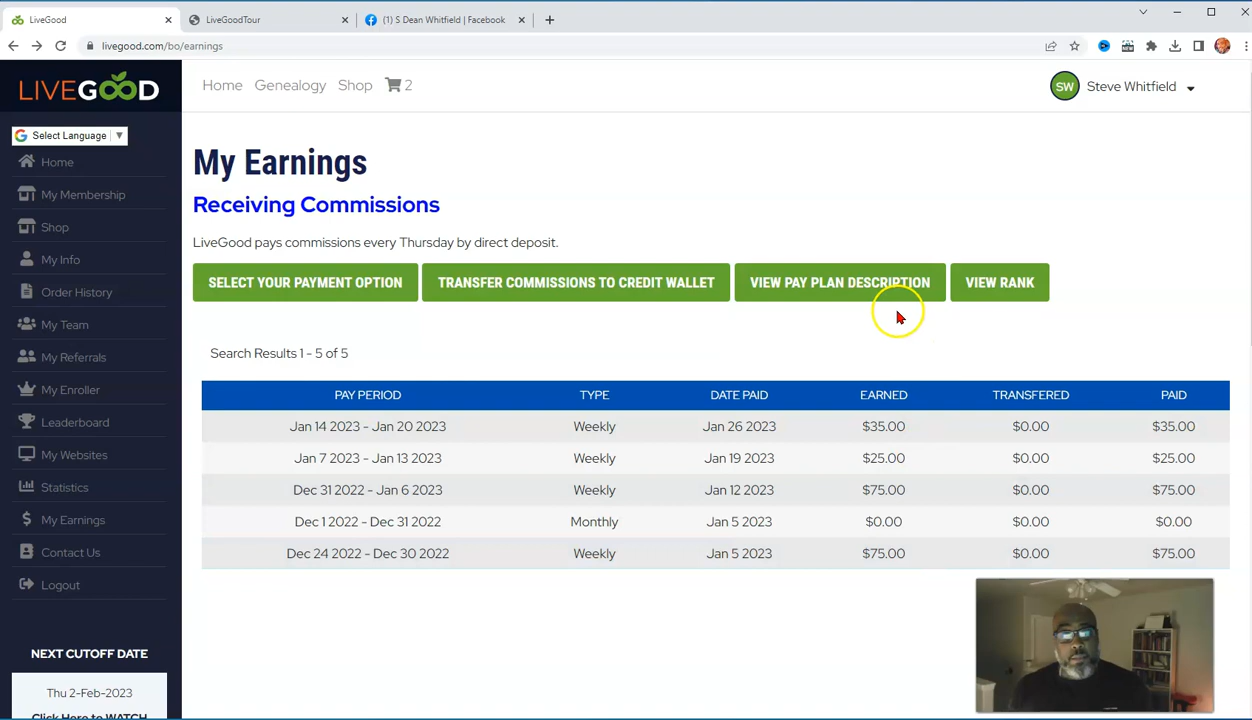 LiveGood
LiveGoodTour
(1) S Dean Whitfield | Facebook
livegood.com/bo/earnings
LIVEGOOD
Home
Genealogy
Shop
2
SW
Steve Whitfield
Select Language
Home
My Membership
Shop
My Info
Order History
My Team
My Referrals
My Enroller
Leaderboard
My Websites
Statistics
My Earnings
Contact Us
Logout
NEXT CUTOFF DATE
Thu 2-Feb-2023
Click Here to WATCH
My Earnings
Receiving Commissions
LiveGood pays commissions every Thursday by direct deposit.
SELECT YOUR PAYMENT OPTION
TRANSFER COMMISSIONS TO CREDIT WALLET
VIEW PAY PLAN DESCRIPTION
VIEW RANK
Search Results 1 - 5 of 5
PAY PERIOD TYPE DATE PAID EARNED TRANSFERED PAID
Jan 14 2023 - Jan 20 2023 Weekly Jan 26 2023 $35.00 $0.00 $35.00
Jan 7 2023 - Jan 13 2023 Weekly Jan 19 2023 $25.00 $0.00 $25.00
Dec 31 2022 - Jan 6 2023 Weekly Jan 12 2023 $75.00 $0.00 $75.00
Dec 1 2022 - Dec 31 2022 Monthly Jan 5 2023 $0.00 $0.00 $0.00
Dec 24 2022 - Dec 30 2022 Weekly Jan 5 2023 $75.00 $0.00 $75.00